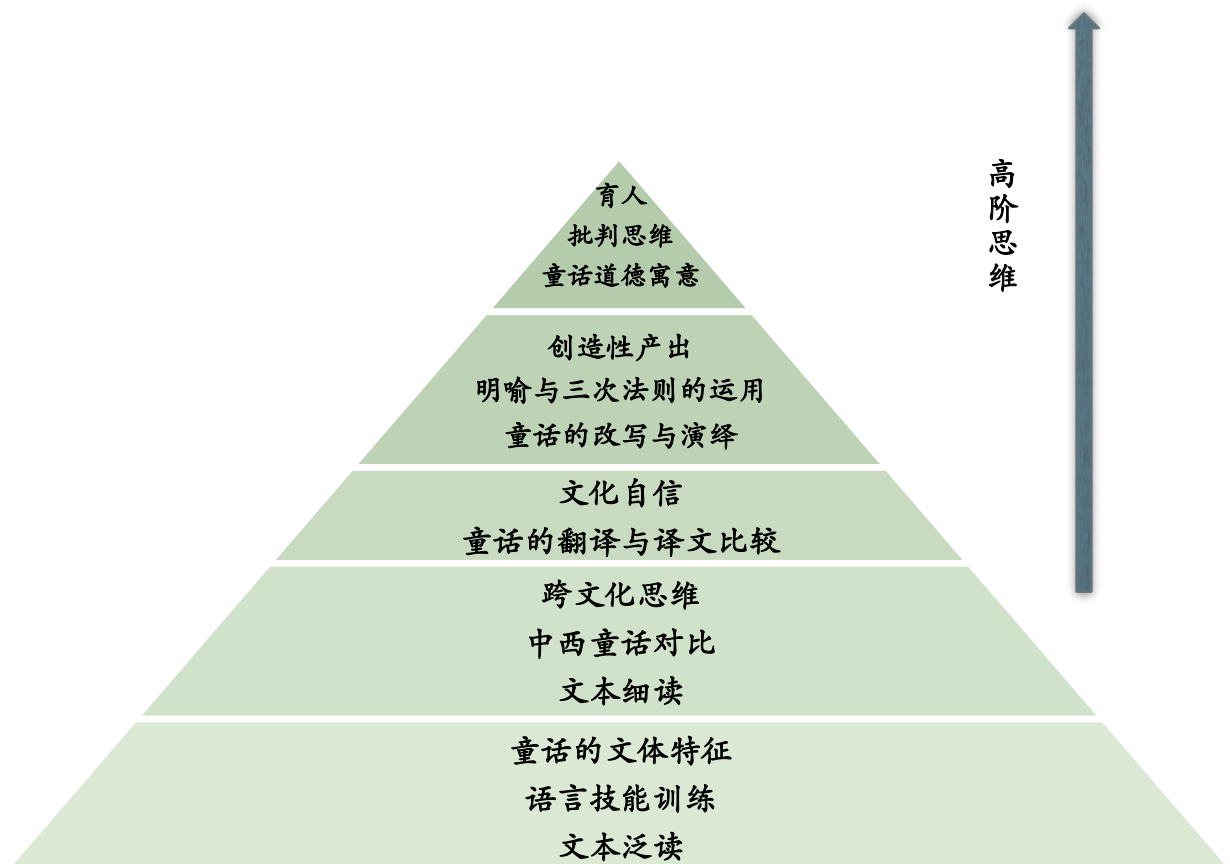 育人
批判思维
童话道德寓意
创造性产出
明喻与三次法则的运用
童话的改写与演绎
文化自信
童话的翻译与译文比较
跨文化思维
中西童话对比
文本细读
童话的文体特征
语言技能训练
文本泛读
高阶思维